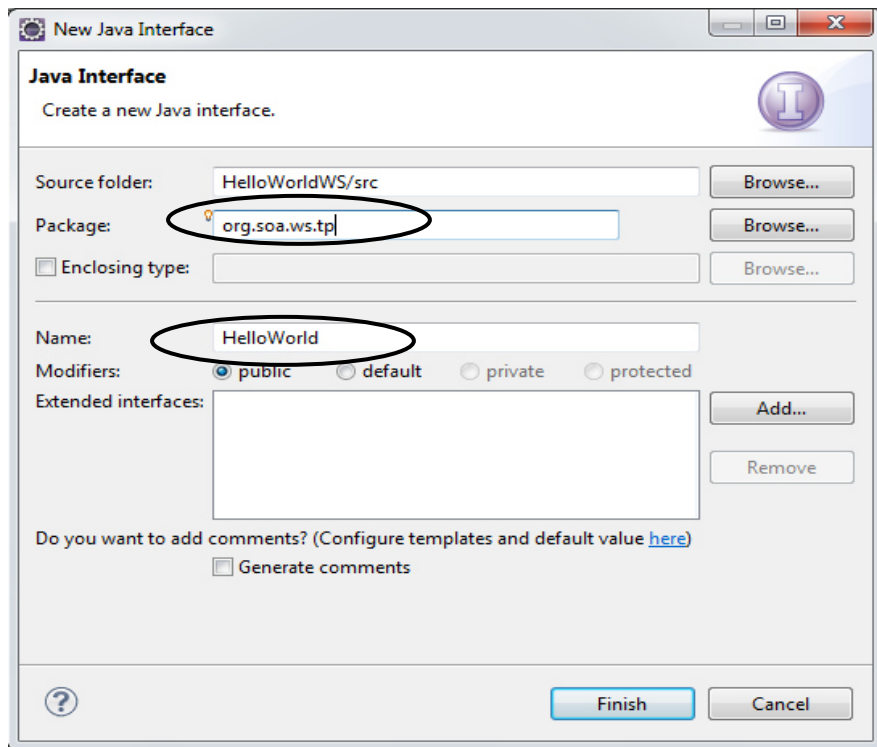 New Java Interface
Java Interface
Create a new Java interface.
Source folder: HelloWorldWS/src Browse...
Package: org.soa.ws.tp Browse...
Enclosing type: Browse...
Name: HelloWorld
Modifiers: public default private protected
Extended interfaces: Add...
Remove
Do you want to add comments? (Configure templates and default value here)
Generate comments
Finish Cancel